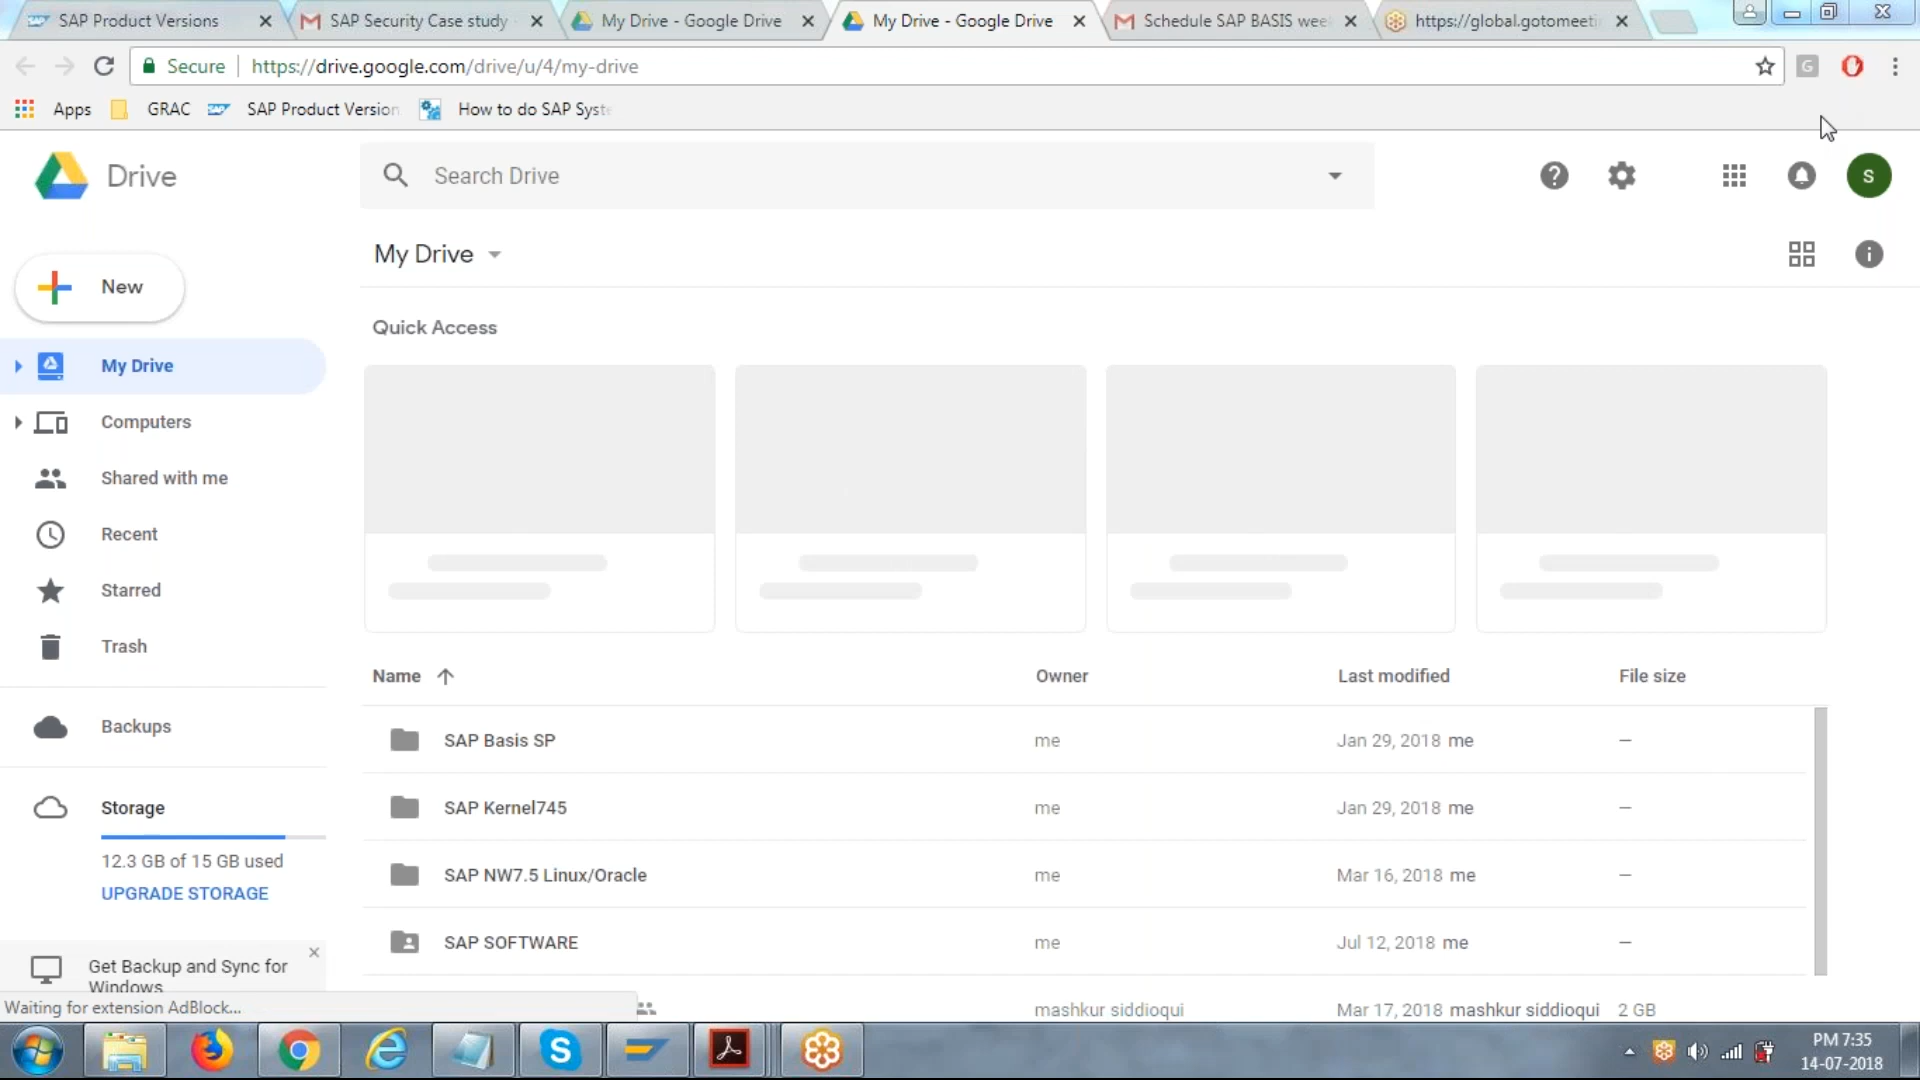 SAP Product Versions
SAP Security Case study
My Drive - Google Drive
My Drive - Google Drive
Schedule SAP BASIS wee
https://global.gotomeeti
Secure
https://drive.google.com/drive/u/4/my-drive
G
Apps
GRAC
SAP Product Version
How to do SAP Syst
Drive
Search Drive
S
My Drive
New
Quick Access
My Drive
Computers
Shared with me
Recent
Starred
Trash
Backups
Storage
12.3 GB of 15 GB used
UPGRADE STORAGE
Get Backup and Sync for
Windows
Name
Owner
Last modified
File size
SAP Basis SP
me
Jan 29, 2018 me
–
SAP Kernel745
me
Jan 29, 2018 me
–
SAP NW7.5 Linux/Oracle
me
Mar 16, 2018 me
–
SAP SOFTWARE
me
Jul 12, 2018 me
–
mashkur siddioqui
Mar 17, 2018 mashkur siddioqui
2 GB
Waiting for extension AdBlock...
PM 7:35
14-07-2018